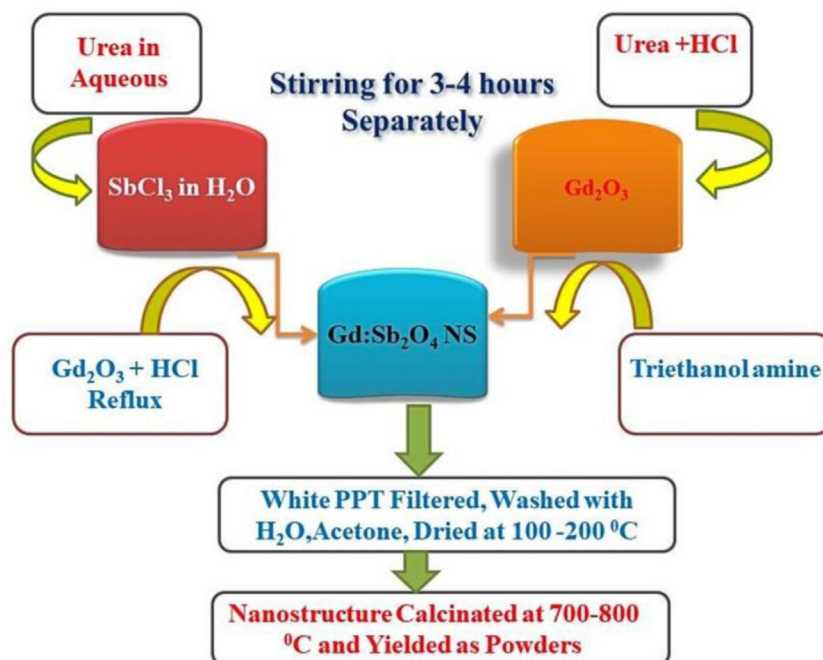 Urea in
Aqueous
Stirring for 3-4 hours
Separately
Urea +HCl
SbCl₃ in H₂O
Gd₂O₃
Gd:Sb₂O₄ NS
Gd₂O₃ + HCl
Reflux
Triethanol amine
White PPT Filtered, Washed with
H₂O,Acetone, Dried at 100 -200 ⁰C
Nanostructure Calcinated at 700-800
⁰C and Yielded as Powders